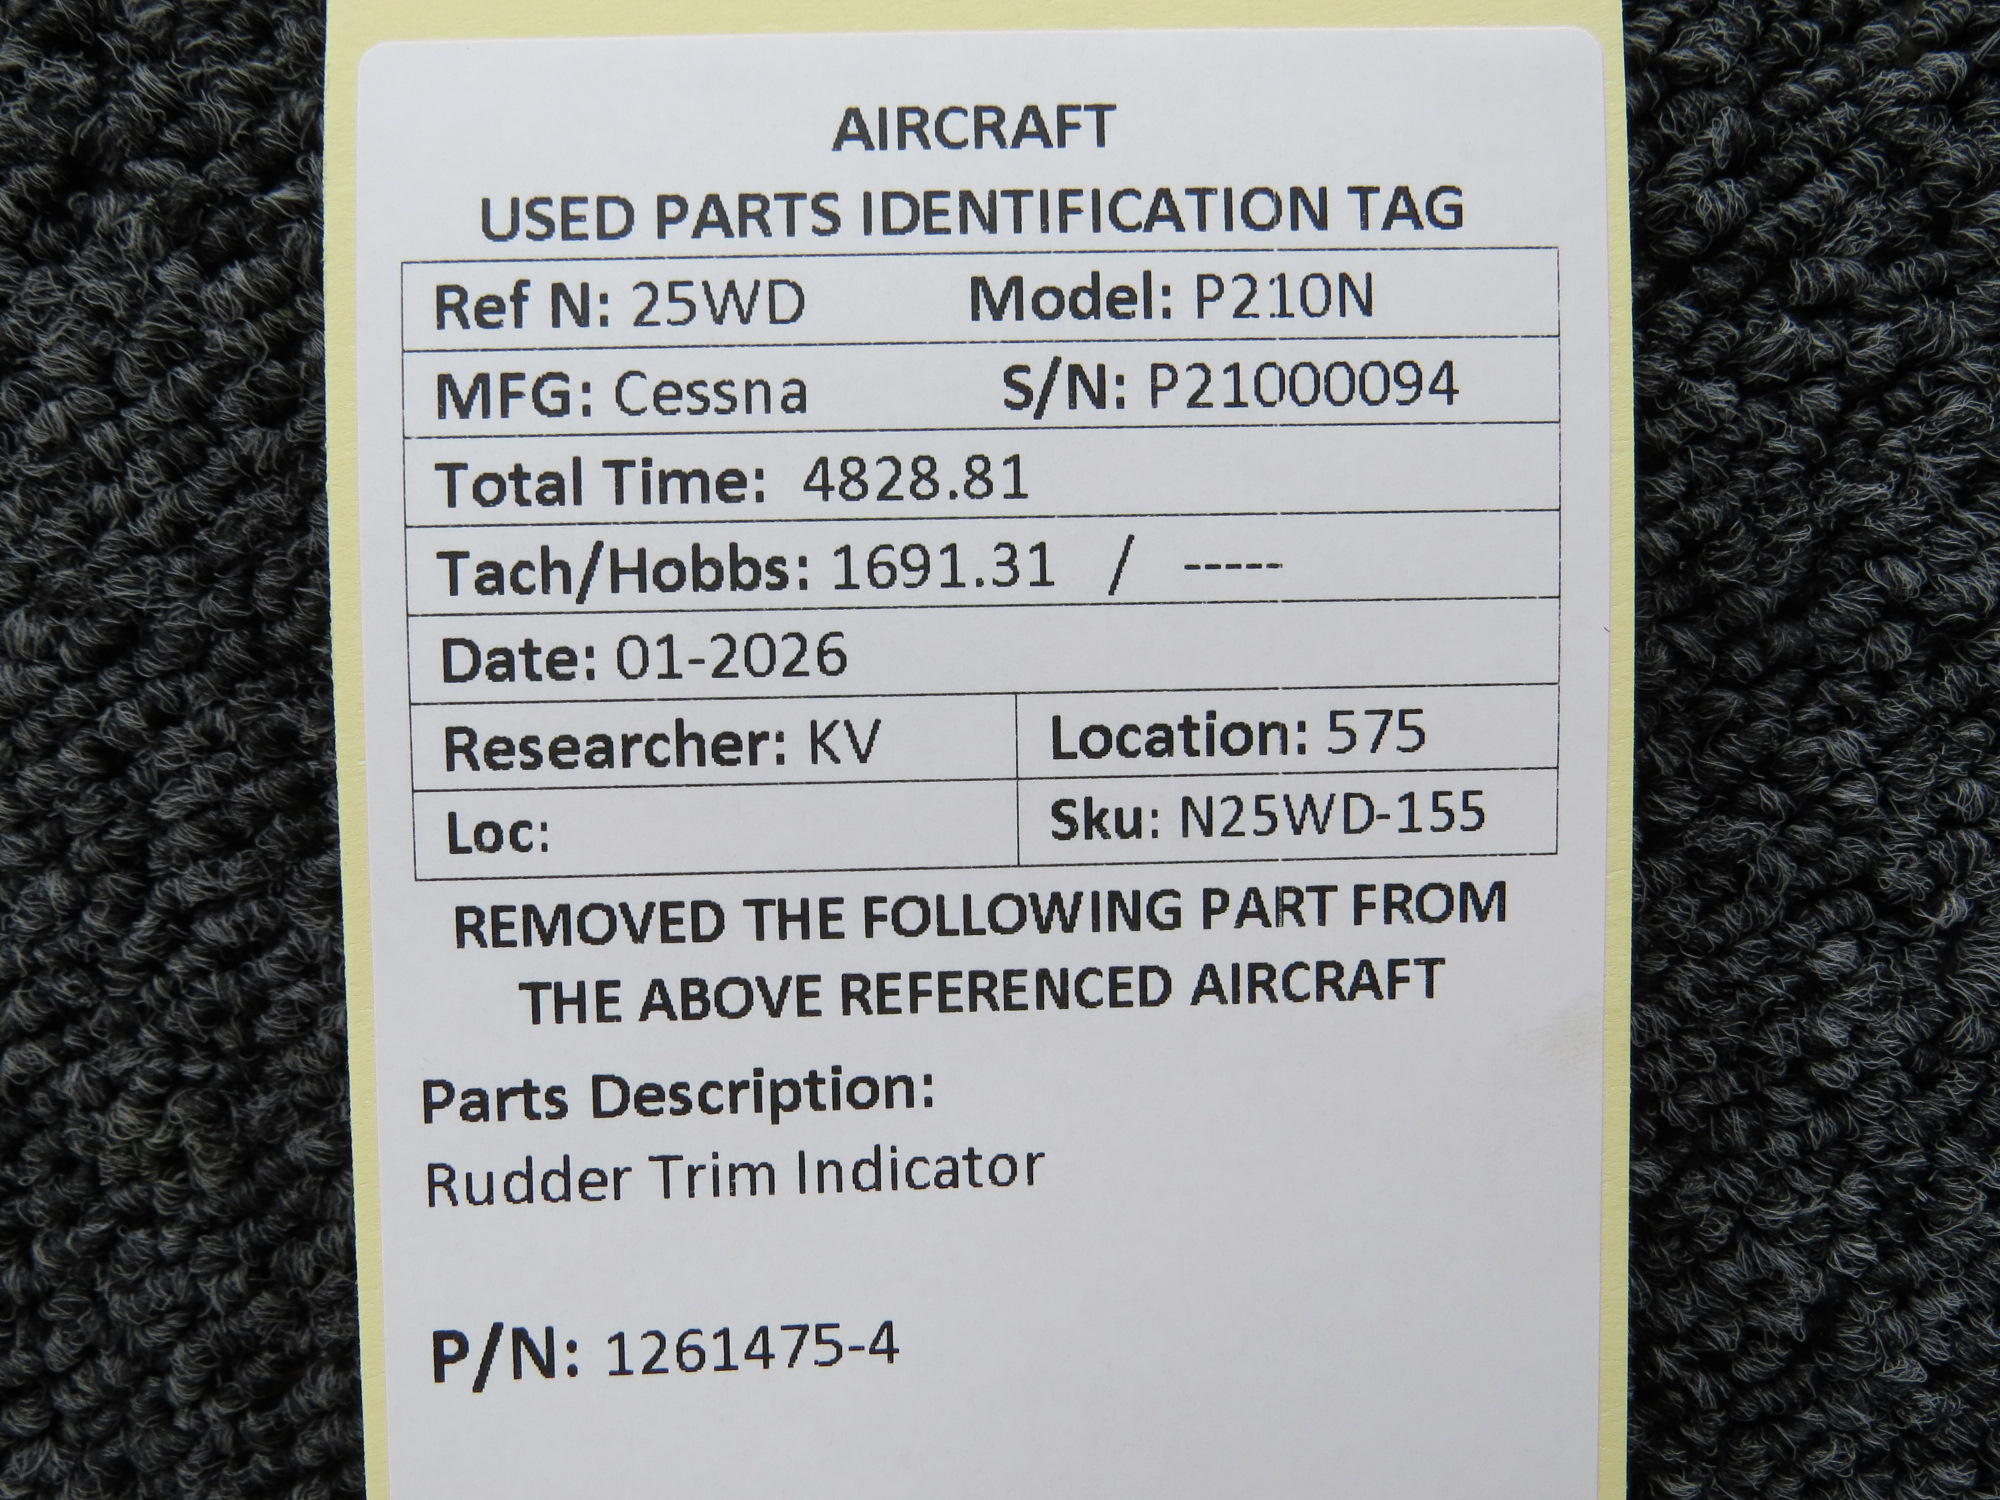 AIRCRAFT
USED PARTS IDENTIFICATION TAG
Ref N: 25WD Model: P210N
MFG: Cessna S/N: P21000094
Total Time: 4828.81
Tach/Hobbs: 1691.31 / -----
Date: 01-2026
Researcher: KV Location: 575
Loc: Sku: N25WD-155
REMOVED THE FOLLOWING PART FROM
THE ABOVE REFERENCED AIRCRAFT
Parts Description:
Rudder Trim Indicator
P/N: 1261475-4